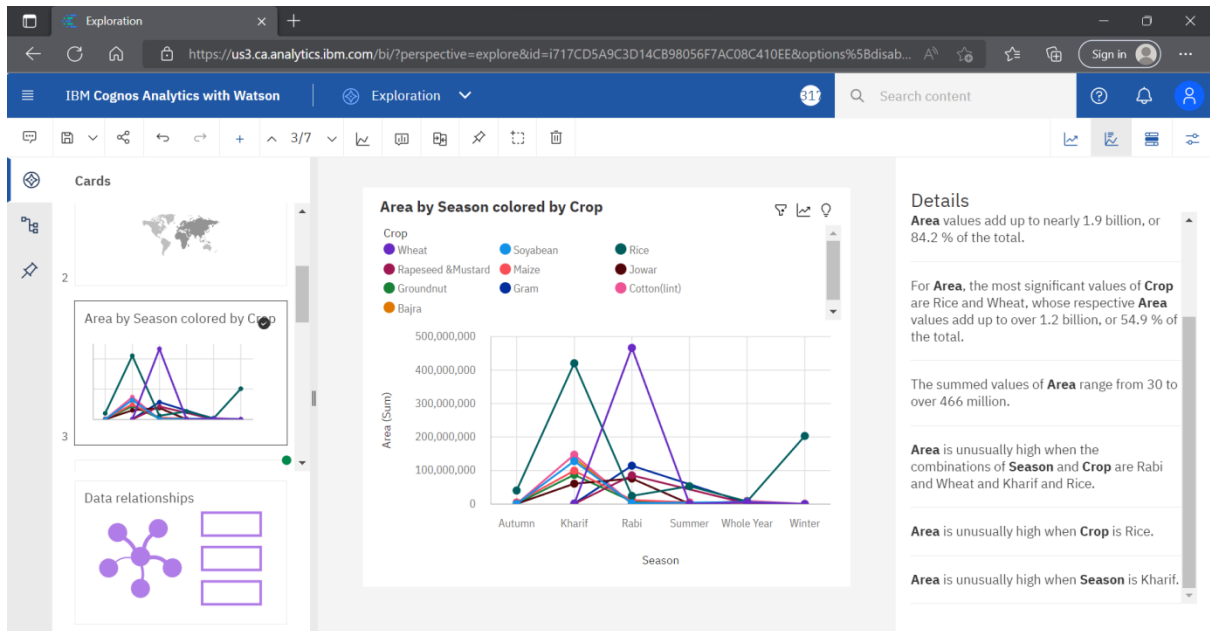 Exploration
https://us3.ca.analytics.ibm.com/bi/?perspective=explore&id=i717CD5A9C3D14CB98056F7AC08C410EE&options%5Bdisab...
Sign in
IBM Cognos Analytics with Watson
Exploration
317
Search content
3/7
Cards
2
Area by Season colored by Crop
3
Data relationships
Area by Season colored by Crop
Crop
Wheat Soyabean Rice
Rapeseed &Mustard Maize Jowar
Groundnut Gram Cotton(lint)
Bajra
500,000,000
400,000,000
300,000,000
200,000,000
100,000,000
0
Area (Sum)
Autumn Kharif Rabi Summer Whole Year Winter
Season
Details
Area values add up to nearly 1.9 billion, or
84.2 % of the total.
For Area, the most significant values of Crop
are Rice and Wheat, whose respective Area
values add up to over 1.2 billion, or 54.9 % of
the total.
The summed values of Area range from 30 to
over 466 million.
Area is unusually high when the
combinations of Season and Crop are Rabi
and Wheat and Kharif and Rice.
Area is unusually high when Crop is Rice.
Area is unusually high when Season is Kharif.